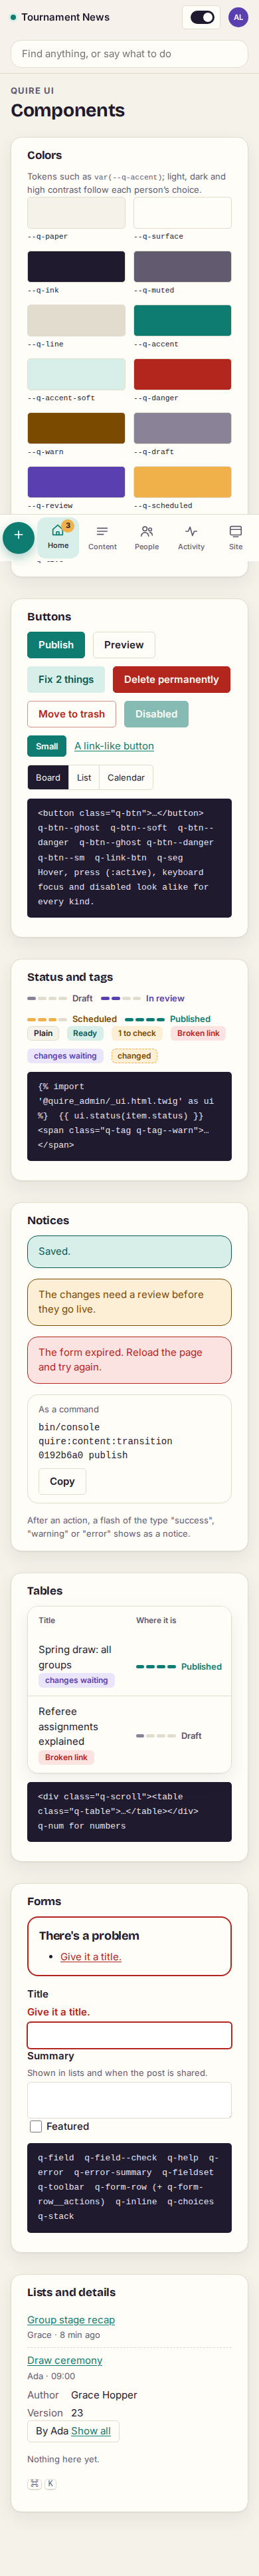 Tournament News
AL
Find anything, or say what to do
QUIRE UI
Components
Colors
Tokens such as var(--q-accent); light, dark and
high contrast follow each person's choice.
--q-paper
--q-surface
--q-ink
--q-muted
--q-line
--q-accent
--q-accent-soft
--q-danger
--q-warn
--q-draft
--q-review
--q-scheduled
+
3
Home
Content
People
Activity
Site
Buttons
Publish
Preview
Fix 2 things
Delete permanently
Move to trash
Disabled
Small
A link-like button
Board
List
Calendar
<button class="q-btn">…</button>
q-btn--ghost q-btn--soft q-btn--
danger q-btn--ghost q-btn--danger
q-btn--sm q-link-btn q-seg
Hover, press (:active), keyboard
focus and disabled look alike for
every kind.
Status and tags
Draft
In review
Scheduled
Published
Plain
Ready
1 to check
Broken link
changes waiting
changed
{% import
'@quire_admin/_ui.html.twig' as ui
%} {{ ui.status(item.status) }}
<span class="q-tag q-tag--warn">…
</span>
Notices
Saved.
The changes need a review before
they go live.
The form expired. Reload the page
and try again.
As a command
bin/console
quire:content:transition
0192b6a0 publish
Copy
After an action, a flash of the type "success",
"warning" or "error" shows as a notice.
Tables
Title
Where it is
Spring draw: all
groups
changes waiting
Published
Referee
assignments
explained
Broken link
Draft
<div class="q-scroll"><table
class="q-table">…</table></div>
q-num for numbers
Forms
There's a problem
• Give it a title.
Title
Give it a title.
Summary
Shown in lists and when the post is shared.
Featured
q-field q-field--check q-help q-
error q-error-summary q-fieldset
q-toolbar q-form-row (+ q-form-
row__actions) q-inline q-choices
q-stack
Lists and details
Group stage recap
Grace · 8 min ago
Draw ceremony
Ada · 09:00
Author Grace Hopper
Version 23
By Ada Show all
Nothing here yet.
⌘ K